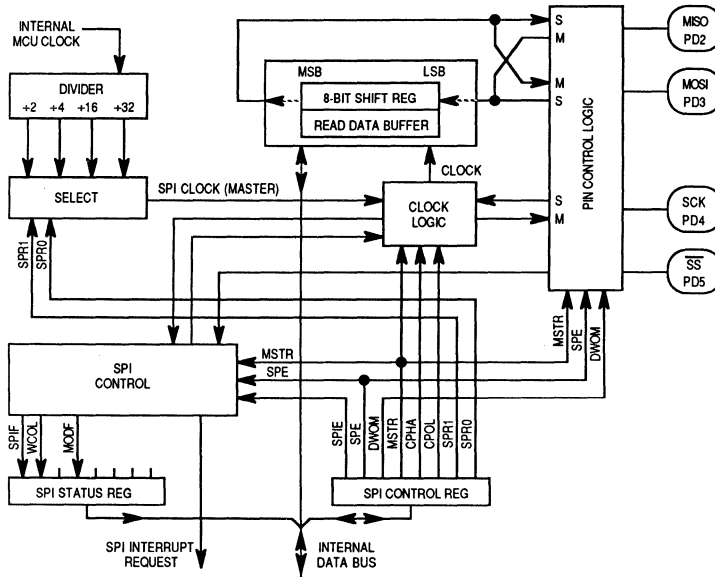 INTERNAL
MCU CLOCK
DIVIDER
÷2 ÷4 ÷16 ÷32
SELECT
SPR1
SPR0
SPI CLOCK (MASTER)
MSB LSB
8-BIT SHIFT REG
READ DATA BUFFER
CLOCK
CLOCK
LOGIC
S
M
M
S
S
M
PIN CONTROL LOGIC
MISO
PD2
MOSI
PD3
SCK
PD4
SS
PD5
MSTR
SPE
DWOM
SPI
CONTROL
MSTR
SPE
SPIF
WCOL
MODF
SPIE
SPE
DWOM
MSTR
CPHA
CPOL
SPR1
SPR0
SPI STATUS REG
SPI CONTROL REG
SPI INTERRUPT
REQUEST
INTERNAL
DATA BUS